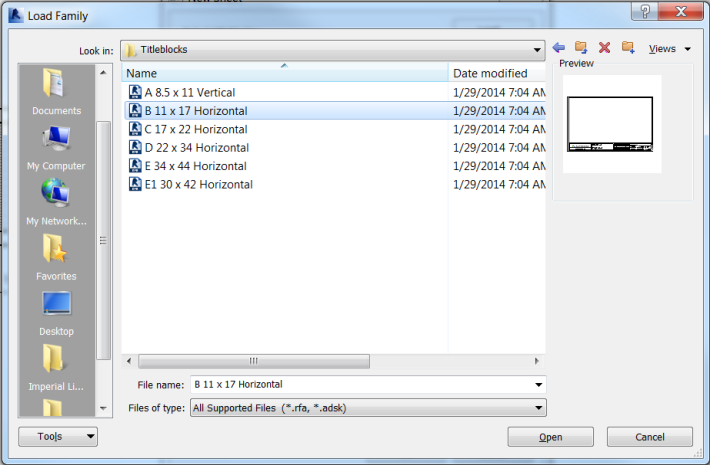 New Sheet
Load Family
Look in:
Titleblocks
Views
Name
Date modified
Preview
A 8.5 x 11 Vertical
1/29/2014 7:04 AM
B 11 x 17 Horizontal
1/29/2014 7:04 AM
C 17 x 22 Horizontal
1/29/2014 7:04 AM
D 22 x 34 Horizontal
1/29/2014 7:04 AM
E 34 x 44 Horizontal
1/29/2014 7:04 AM
E1 30 x 42 Horizontal
1/29/2014 7:04 AM
Documents
My Computer
My Network...
Favorites
Desktop
Imperial Li...
File name:
B 11 x 17 Horizontal
Files of type:
All Supported Files (*.rfa, *.adsk)
Tools
Open
Cancel